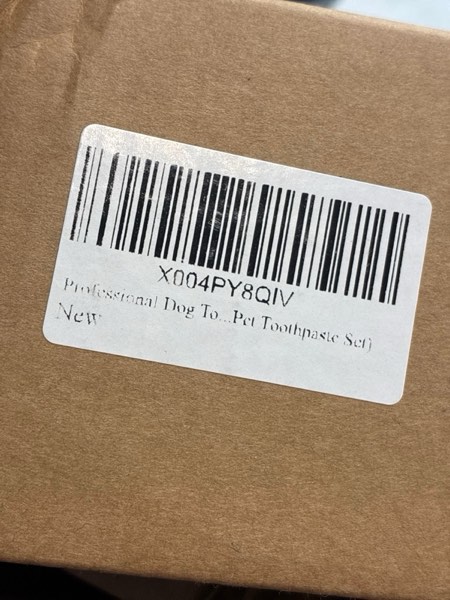 X004PY8QIV
Professional Dog To...Pet Toothpaste Set)
New